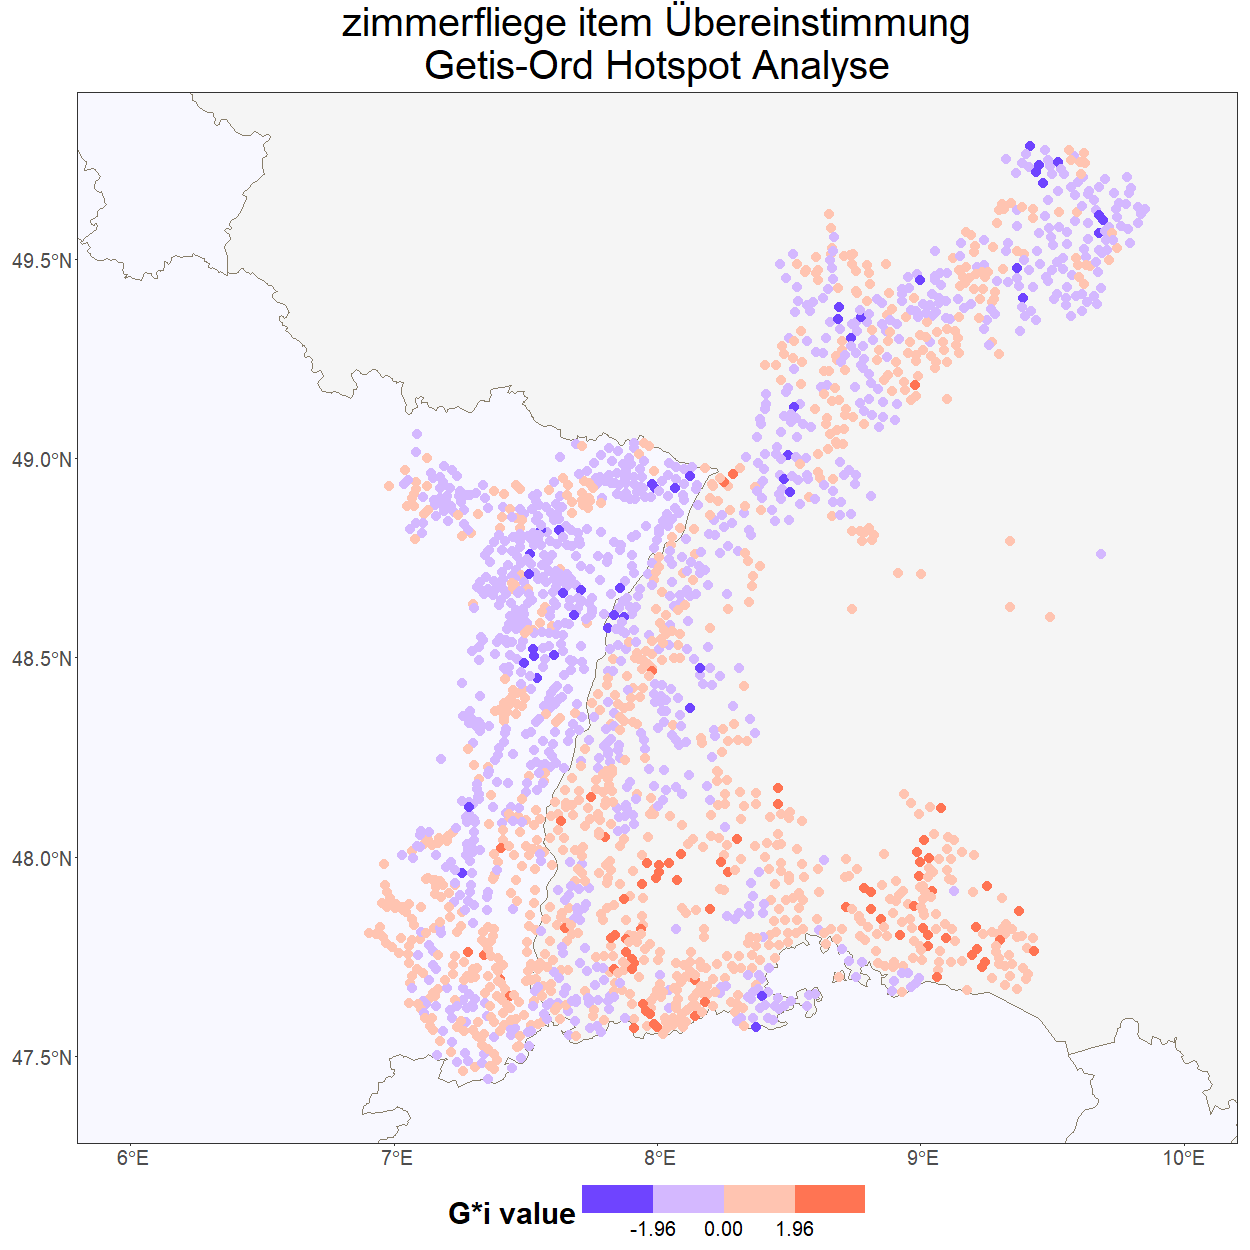 zimmerfliege item Übereinstimmung
Getis-Ord Hotspot Analyse
49.5°N
49.0°N
48.5°N
48.0°N
47.5°N
6°E 7°E 8°E 9°E 10°E
G*i value
-1.96 0.00 1.96